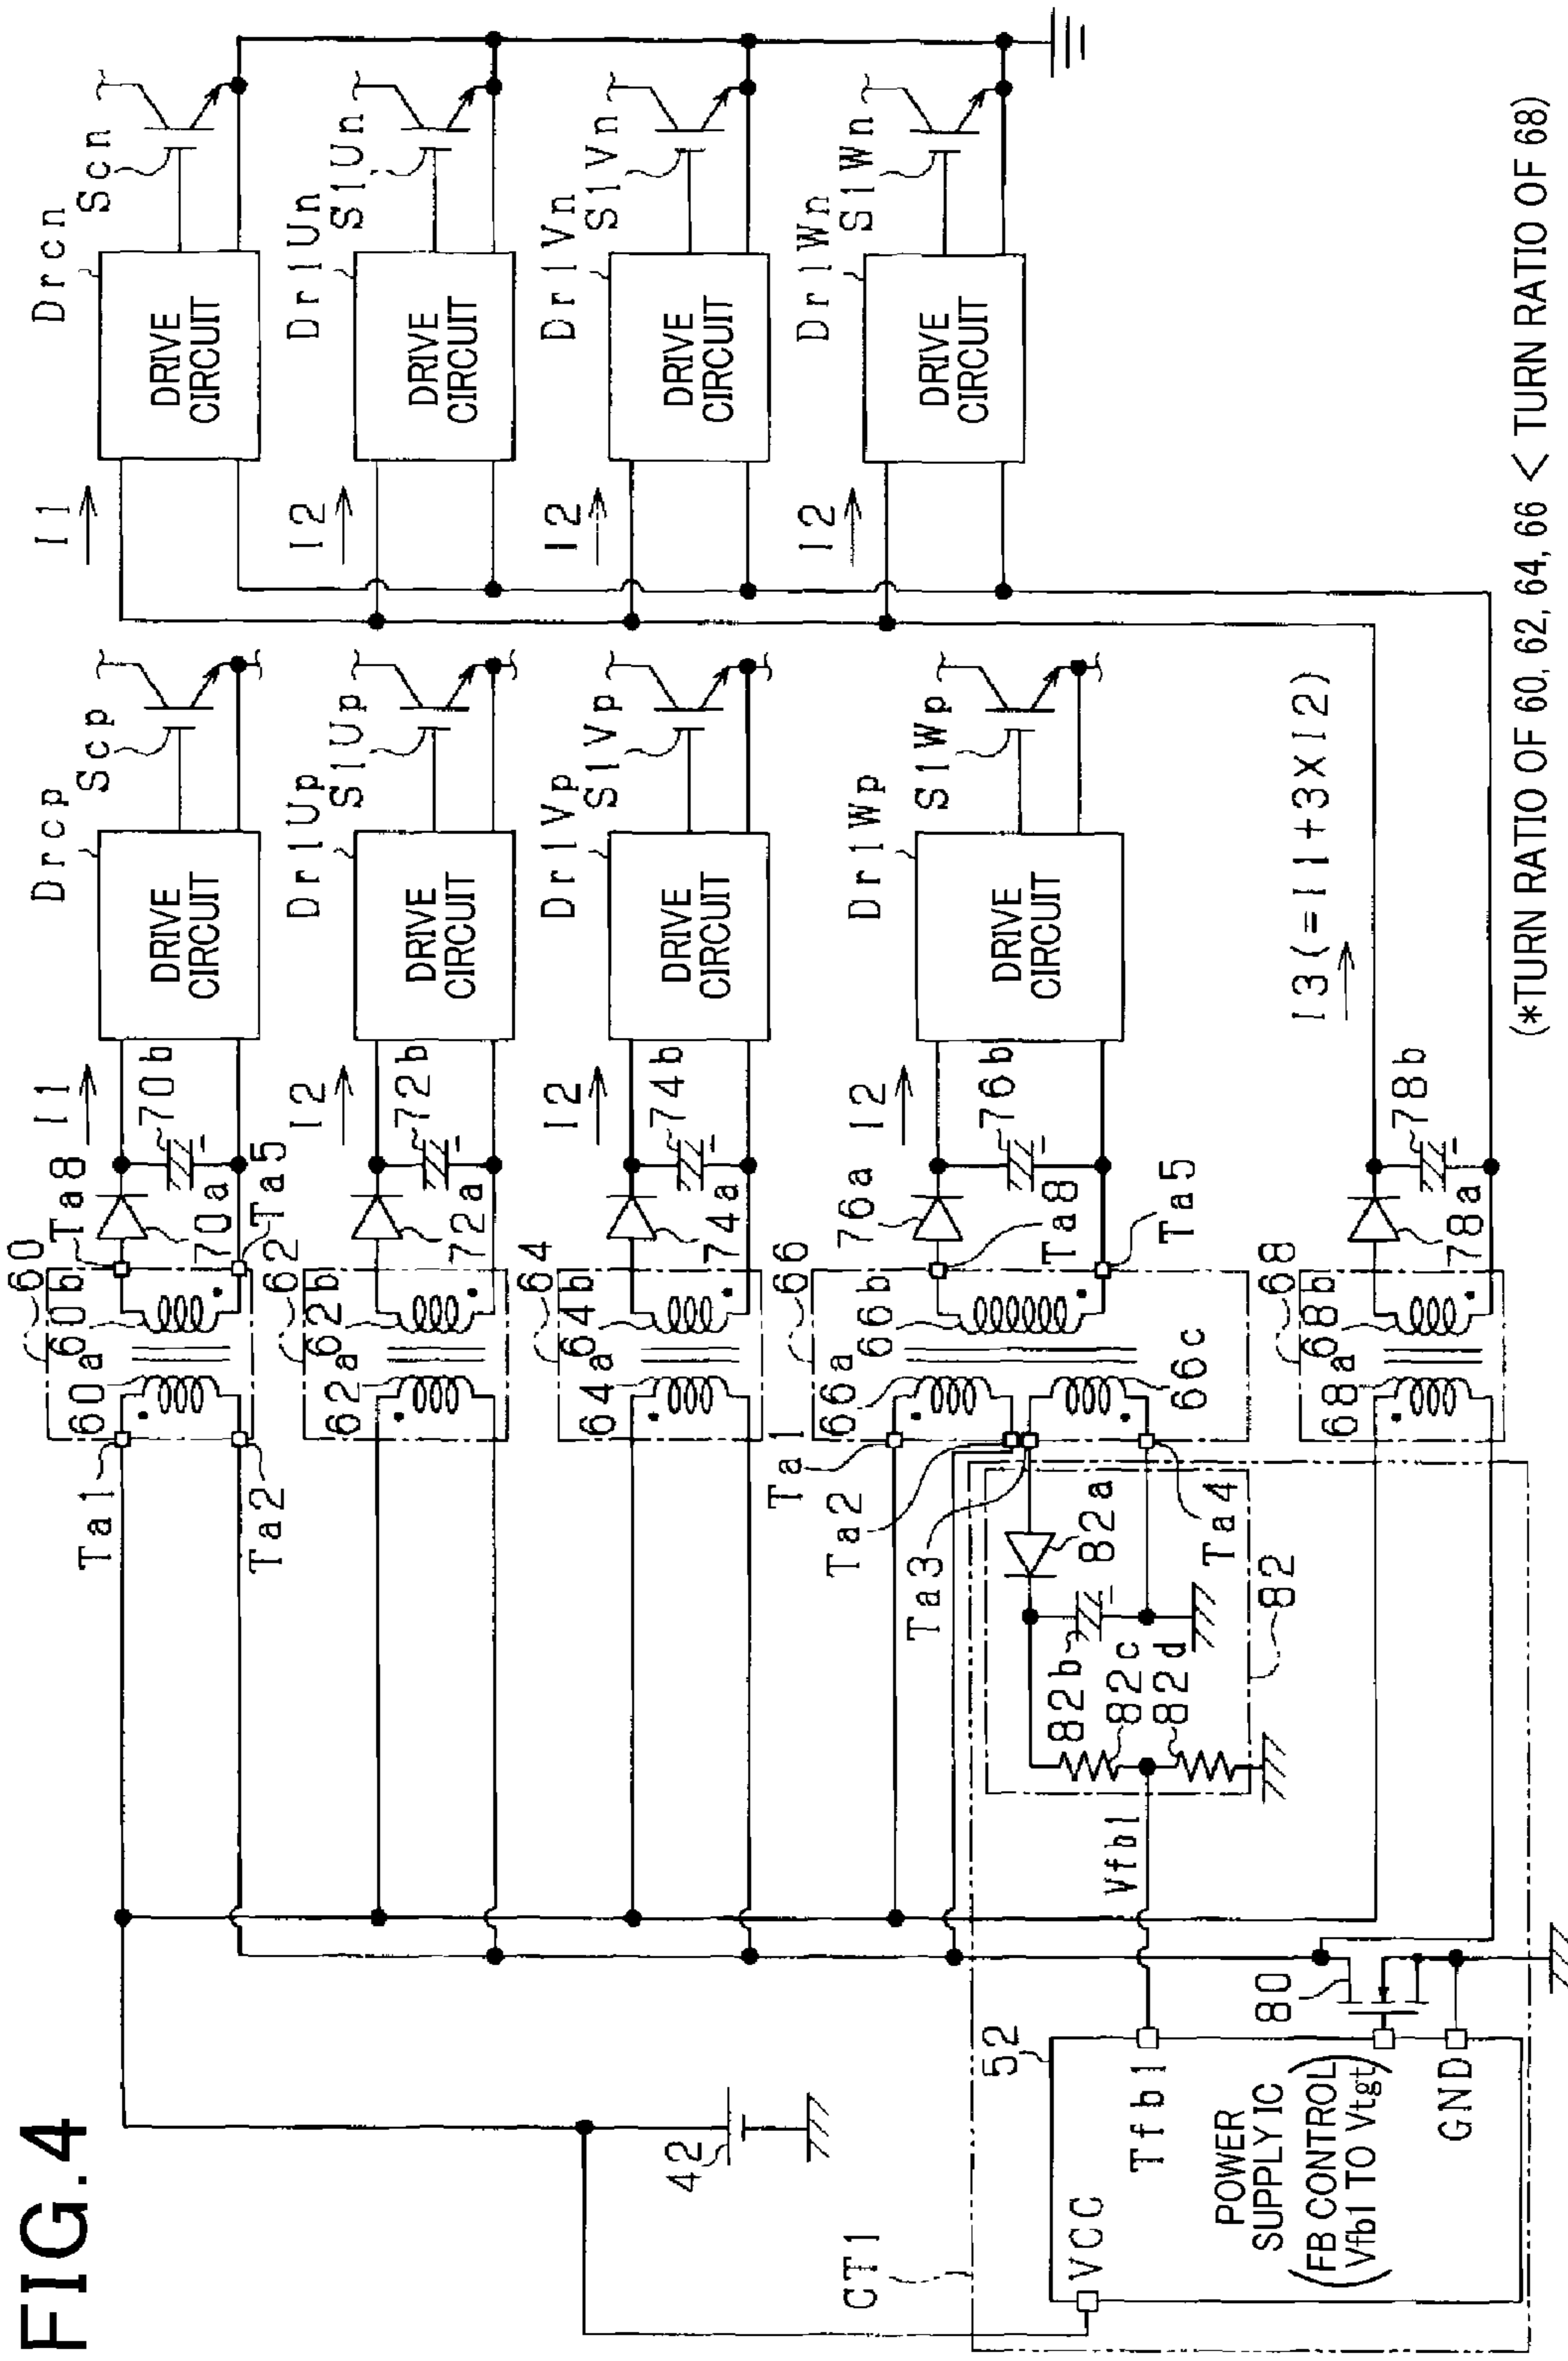 FIG.4
Drcn
Scn
I1
DRIVE
CIRCUIT
Dr1Un
S1Un
I2
DRIVE
CIRCUIT
Dr1Vn
S1Vn
I2
DRIVE
CIRCUIT
Dr1Wn
S1Wn
I2
DRIVE
CIRCUIT
Drcp
Scp
I1
DRIVE
CIRCUIT
70b
70a
Ta8
Ta5
60
60b
60a
Ta1
Ta2
Dr1Up
S1Up
I2
DRIVE
CIRCUIT
72b
72a
62
62b
62a
Dr1Vp
S1Vp
I2
DRIVE
CIRCUIT
74b
74a
64
64b
64a
Dr1Wp
S1Wp
I2
DRIVE
CIRCUIT
76b
76a
Ta8
Ta5
66
66b
66a
66c
Ta1
Ta2
Ta3
Ta4
I3(=I1+3×I2)
78b
78a
68
68b
68a
82a
82b
82c
82d
82
Vfb1
42
CT1
52
80
VCC
Tfb1
GND
POWER
SUPPLY IC
(FB CONTROL
Vfb1 TO Vtgt)
(*TURN RATIO OF 60, 62, 64, 66 < TURN RATIO OF 68)